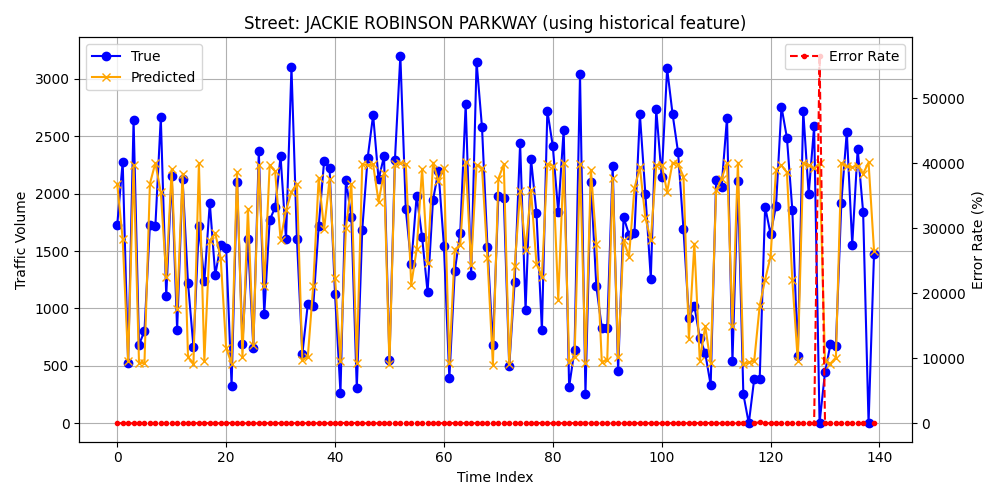 Street: JACKIE ROBINSON PARKWAY (using historical feature)
True
Predicted
Error Rate
3000
2500
2000
1500
1000
500
0
Traffic Volume
50000
40000
30000
20000
10000
0
Error Rate (%)
0 20 40 60 80 100 120 140
Time Index